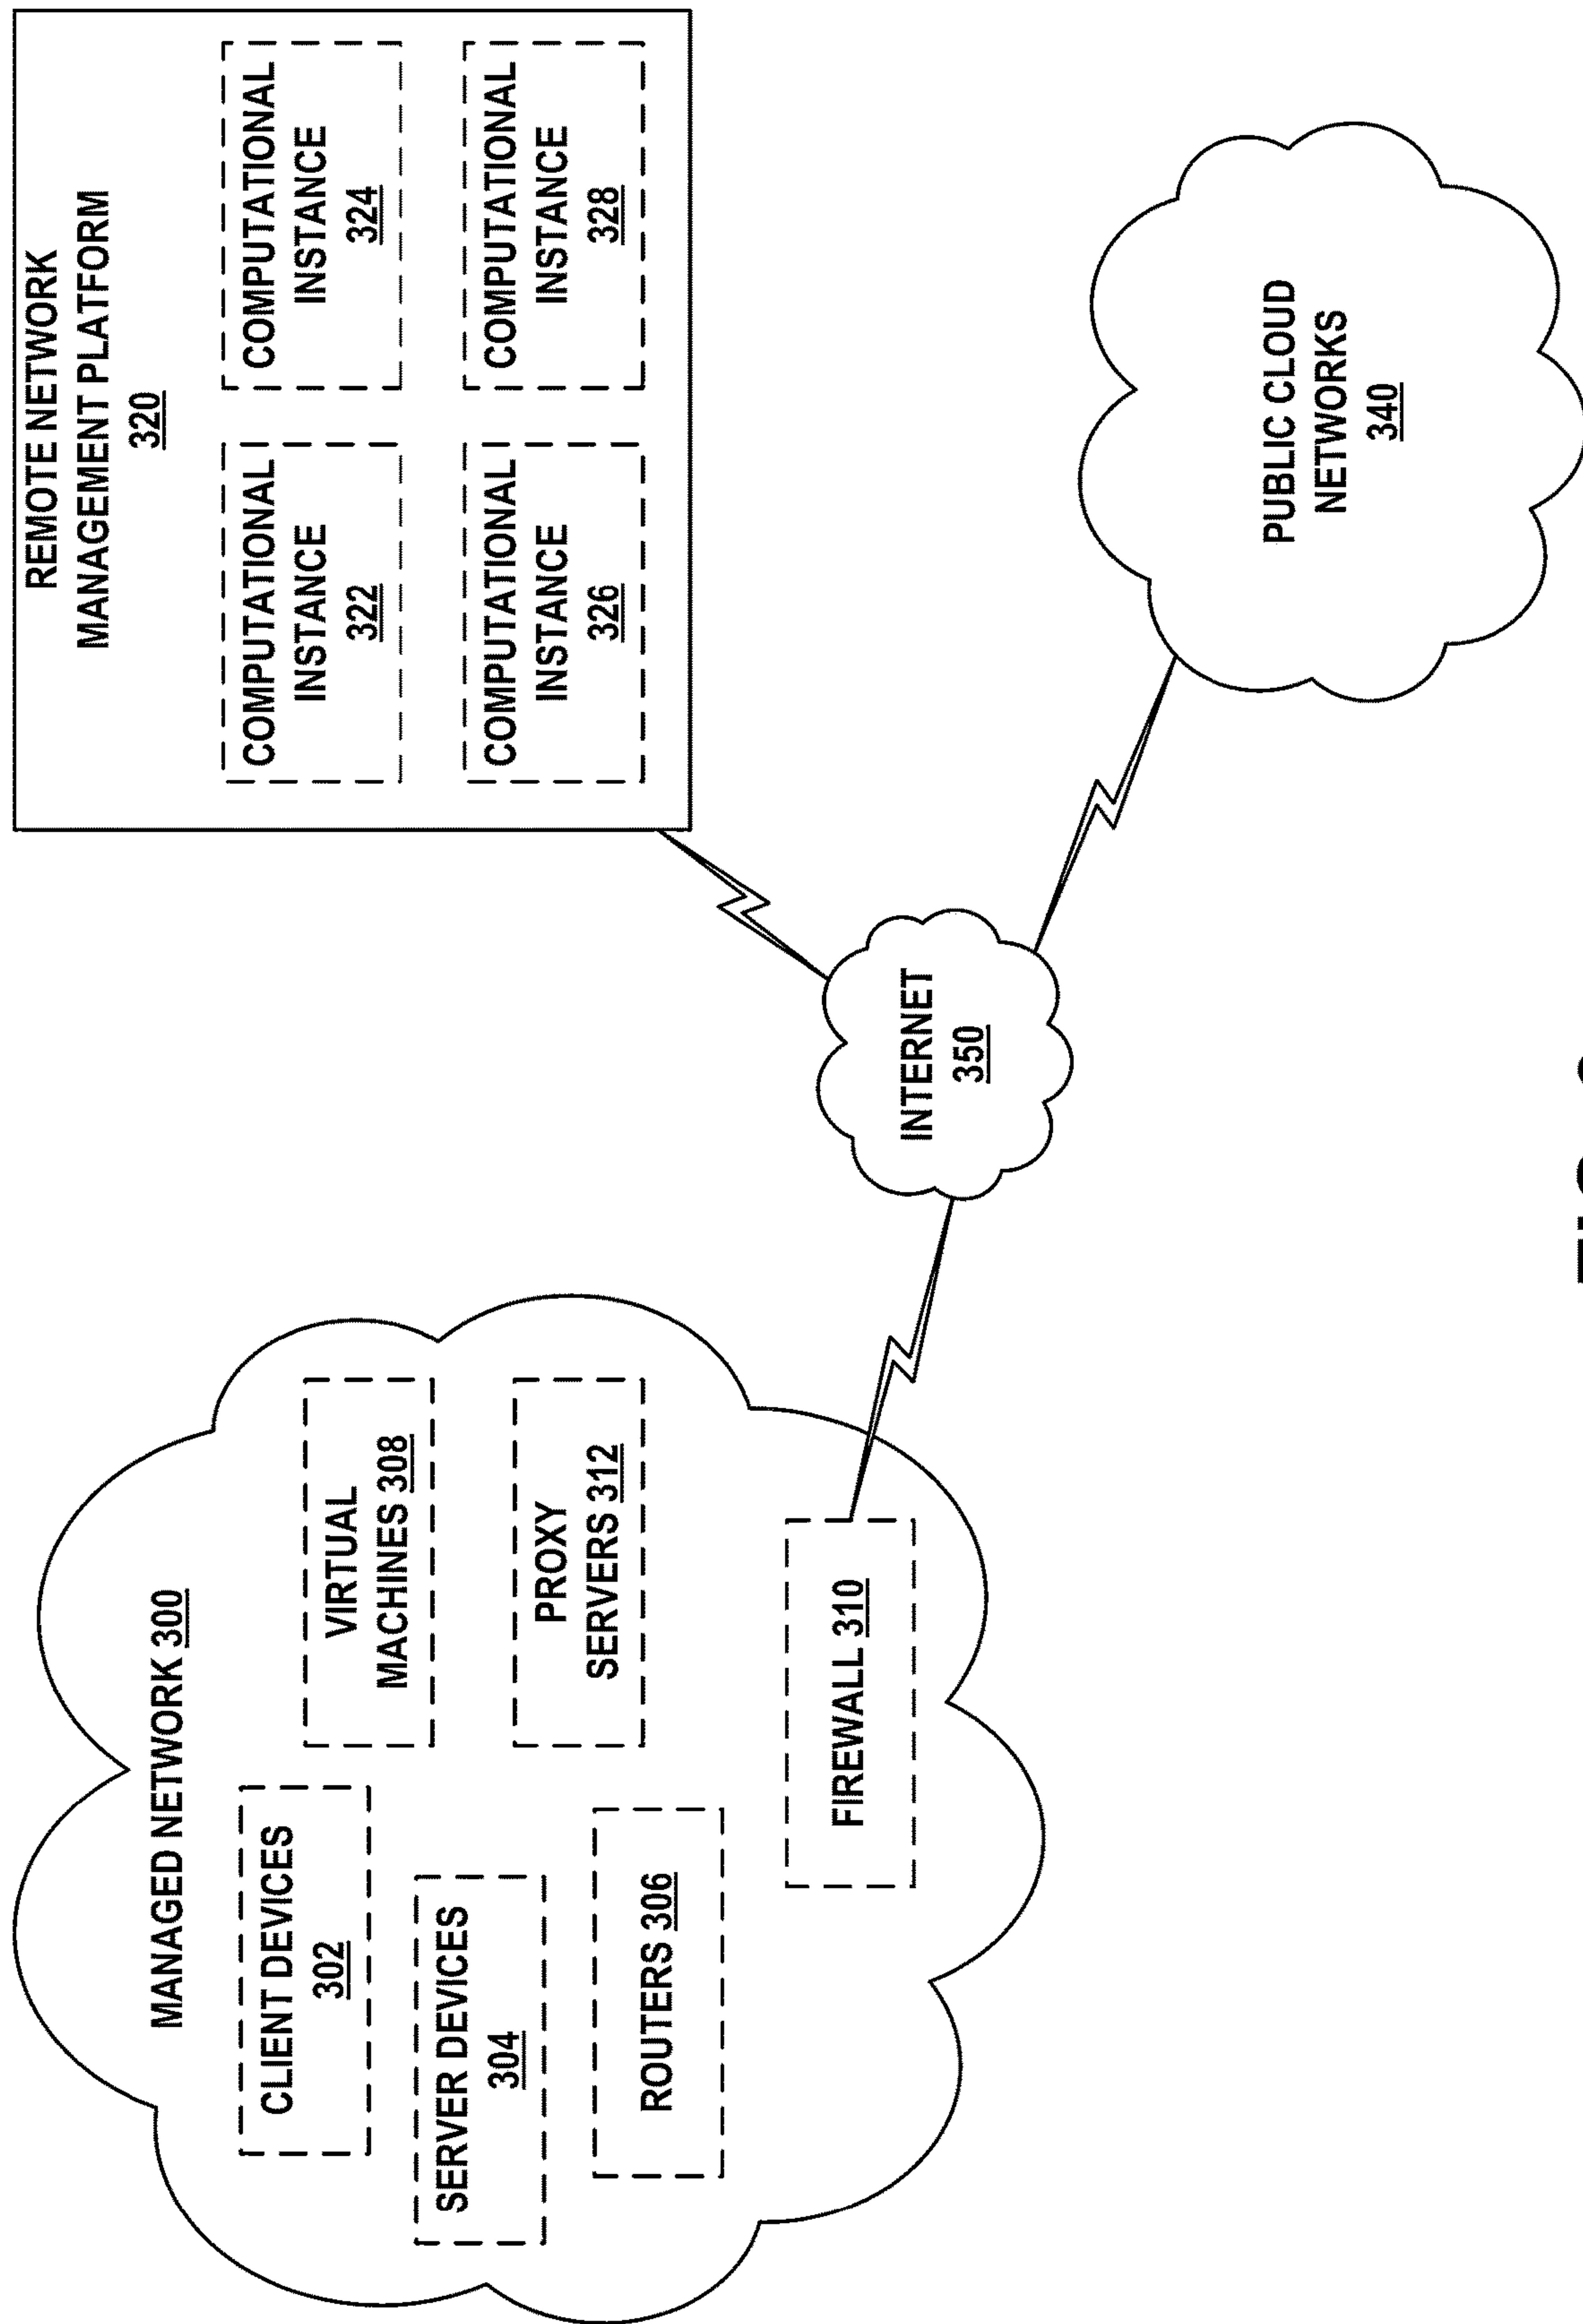 MANAGED NETWORK 300
CLIENT DEVICES
302
SERVER DEVICES
304
ROUTERS 306
VIRTUAL
MACHINES 308
PROXY
SERVERS 312
FIREWALL 310
INTERNET
350
REMOTE NETWORK
MANAGEMENT PLATFORM
320
COMPUTATIONAL
INSTANCE
322
COMPUTATIONAL
INSTANCE
324
COMPUTATIONAL
INSTANCE
326
COMPUTATIONAL
INSTANCE
328
PUBLIC CLOUD
NETWORKS
340